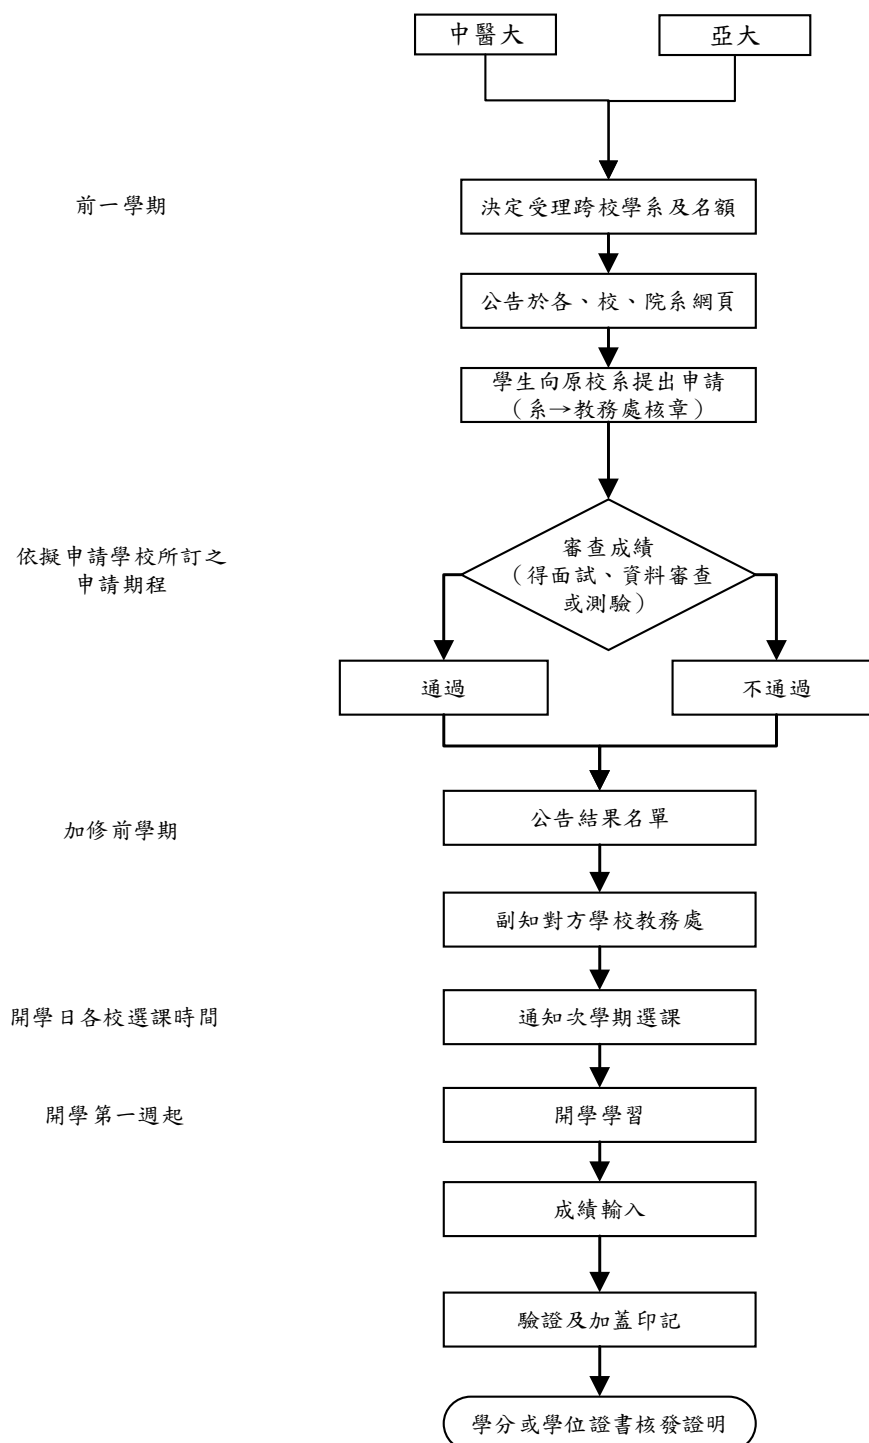 中醫大
亞大
前一學期
決定受理跨校學系及名額
公告於各、校、院系網頁
學生向原校系提出申請
（系→教務處核章）
依擬申請學校所訂之
申請期程
審查成績
（得面試、資料審查
或測驗）
通過
不通過
加修前學期
公告結果名單
副知對方學校教務處
開學日各校選課時間
通知次學期選課
開學第一週起
開學學習
成績輸入
驗證及加蓋印記
學分或學位證書核發證明